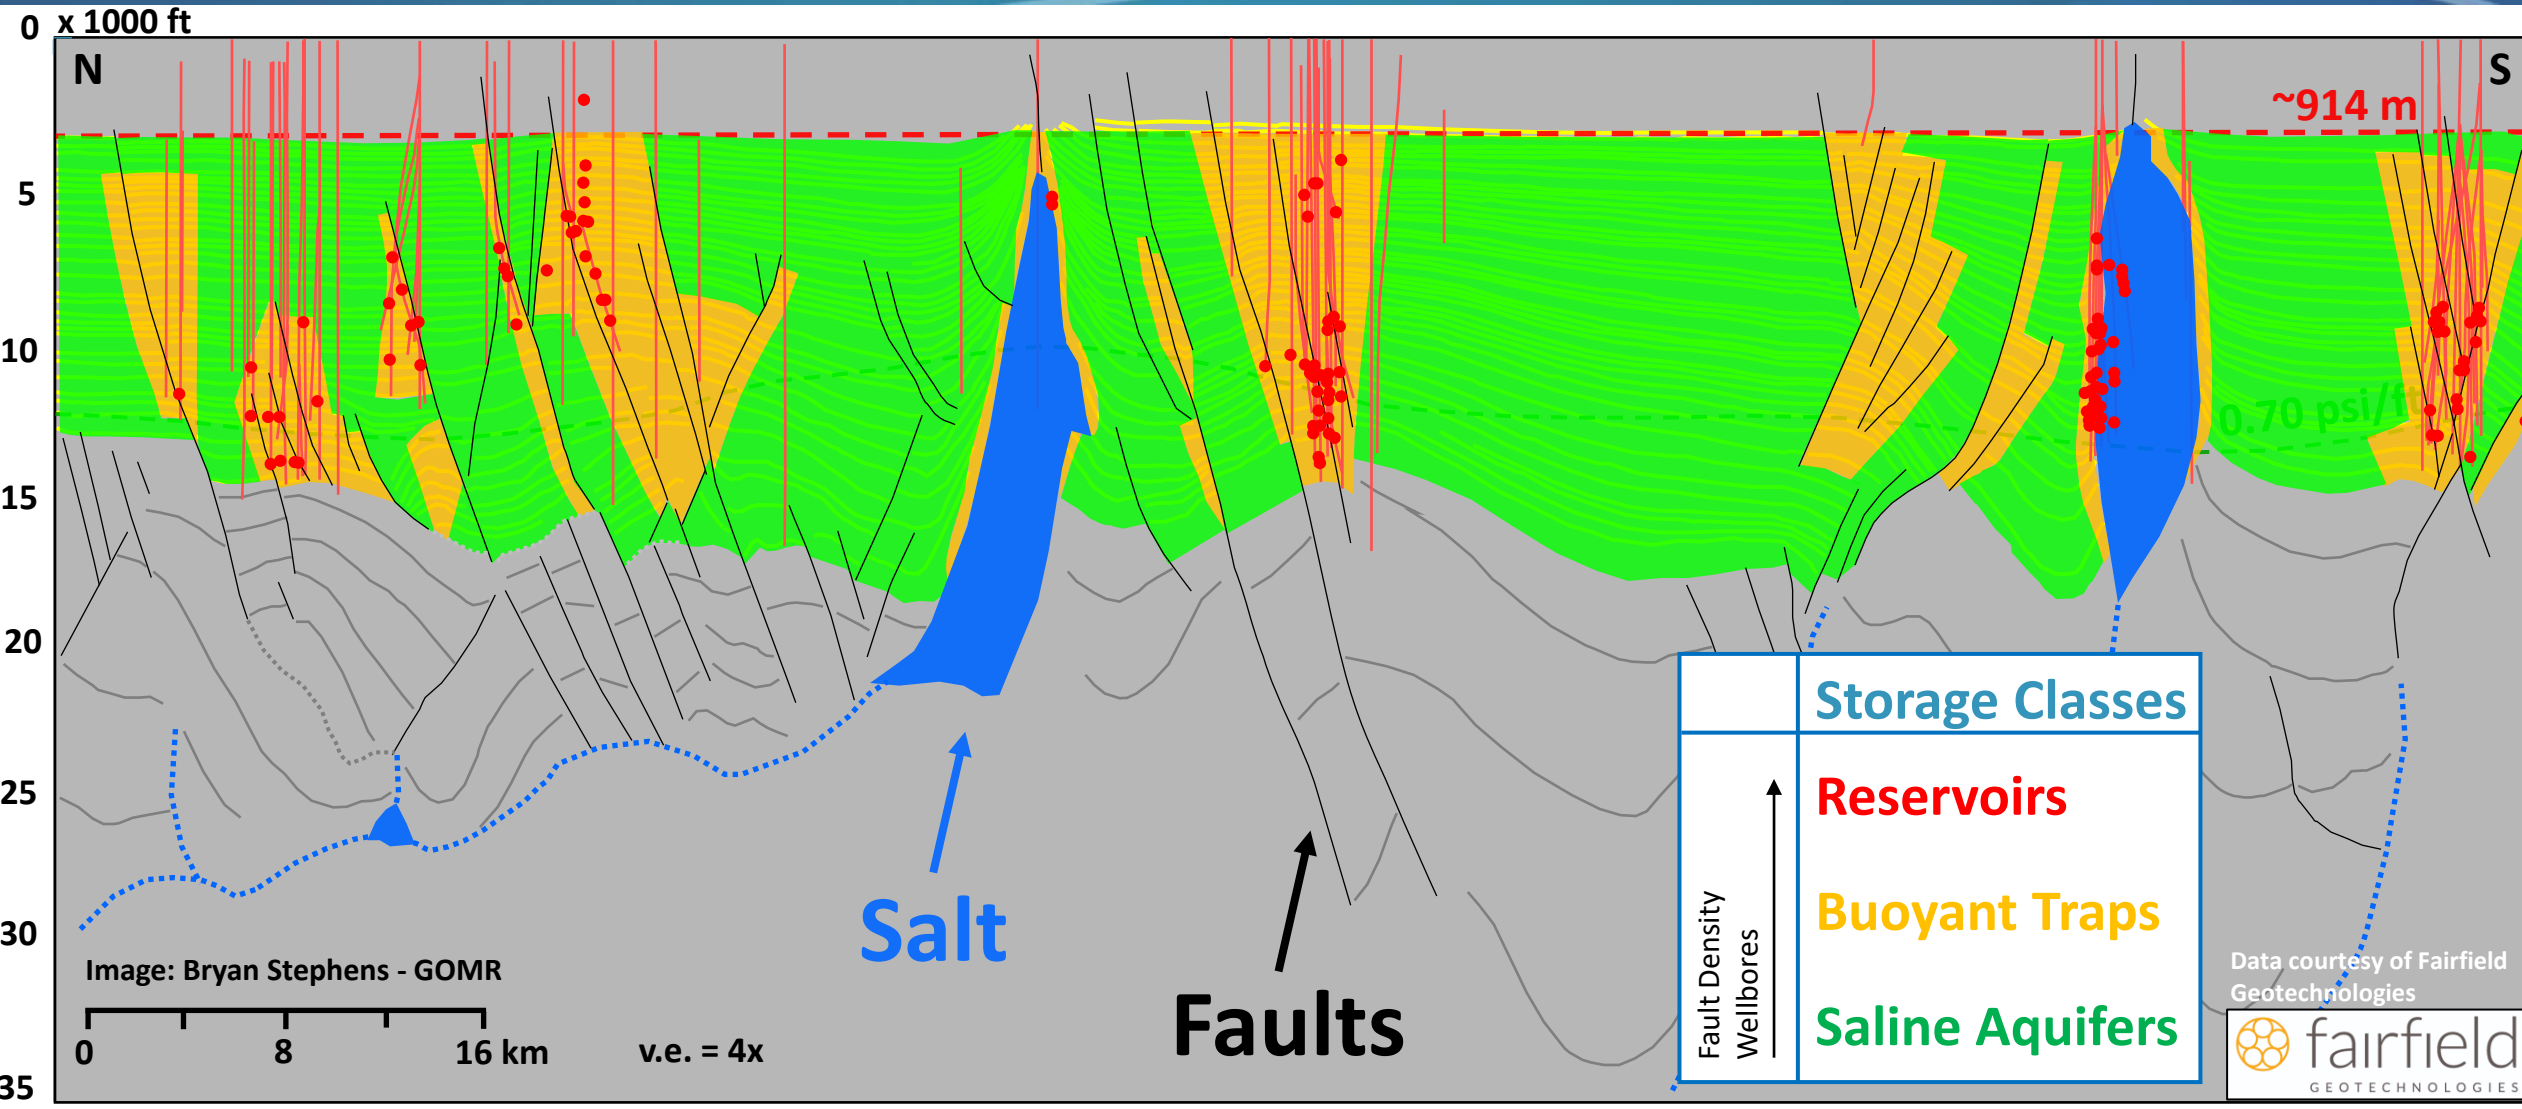 0 x 1000 ft
N
S
~914 m
5
10
0.70 psi/ft
15
20
25
30
35
Salt
Faults
Storage Classes
Reservoirs
Buoyant Traps
Saline Aquifers
Fault Density
Wellbores
Image: Bryan Stephens - GOMR
0 8 16 km
v.e. = 4x
Data courtesy of Fairfield
Geotechnologies
fairfield
GEOTECHNOLOGIES